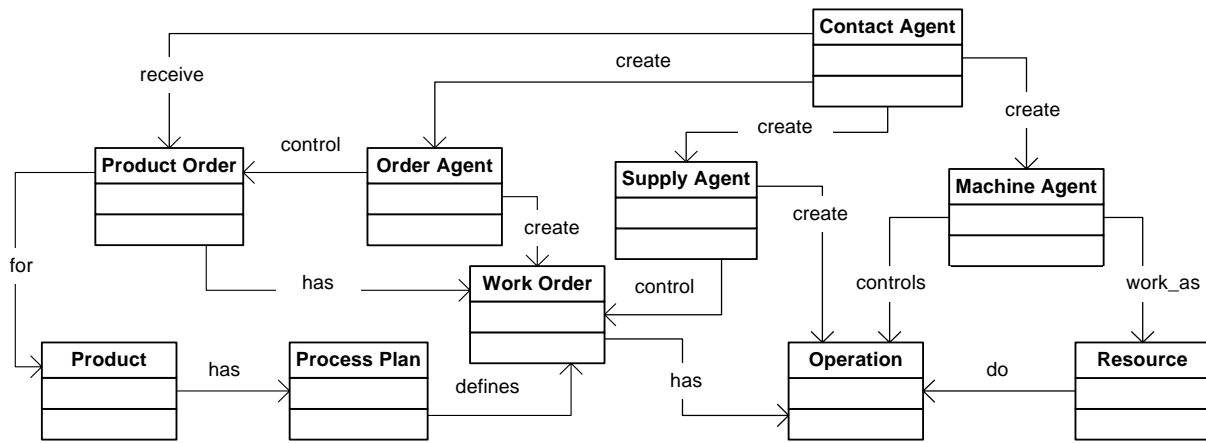 Contact Agent
receive
create
create
create
Product Order
control
Order Agent
Supply Agent
Machine Agent
create
create
for
has
Work Order
control
controls
work_as
Product
has
Process Plan
defines
has
Operation
do
Resource